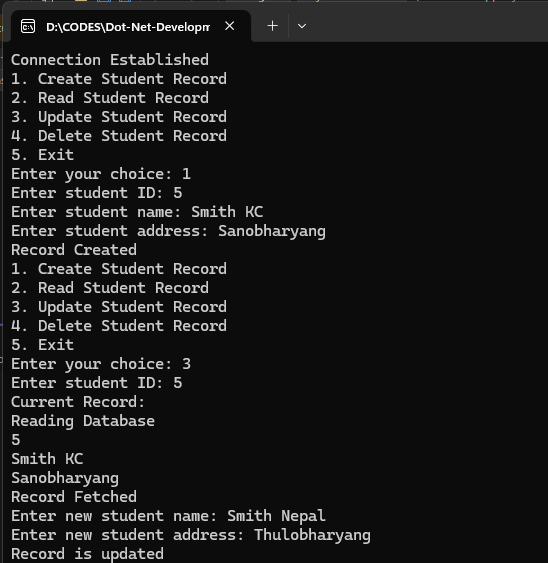 D:\CODES\Dot-Net-Developm
Connection Established
1. Create Student Record
2. Read Student Record
3. Update Student Record
4. Delete Student Record
5. Exit
Enter your choice: 1
Enter student ID: 5
Enter student name: Smith KC
Enter student address: Sanobharyang
Record Created
1. Create Student Record
2. Read Student Record
3. Update Student Record
4. Delete Student Record
5. Exit
Enter your choice: 3
Enter student ID: 5
Current Record:
Reading Database
5
Smith KC
Sanobharyang
Record Fetched
Enter new student name: Smith Nepal
Enter new student address: Thulobharyang
Record is updated